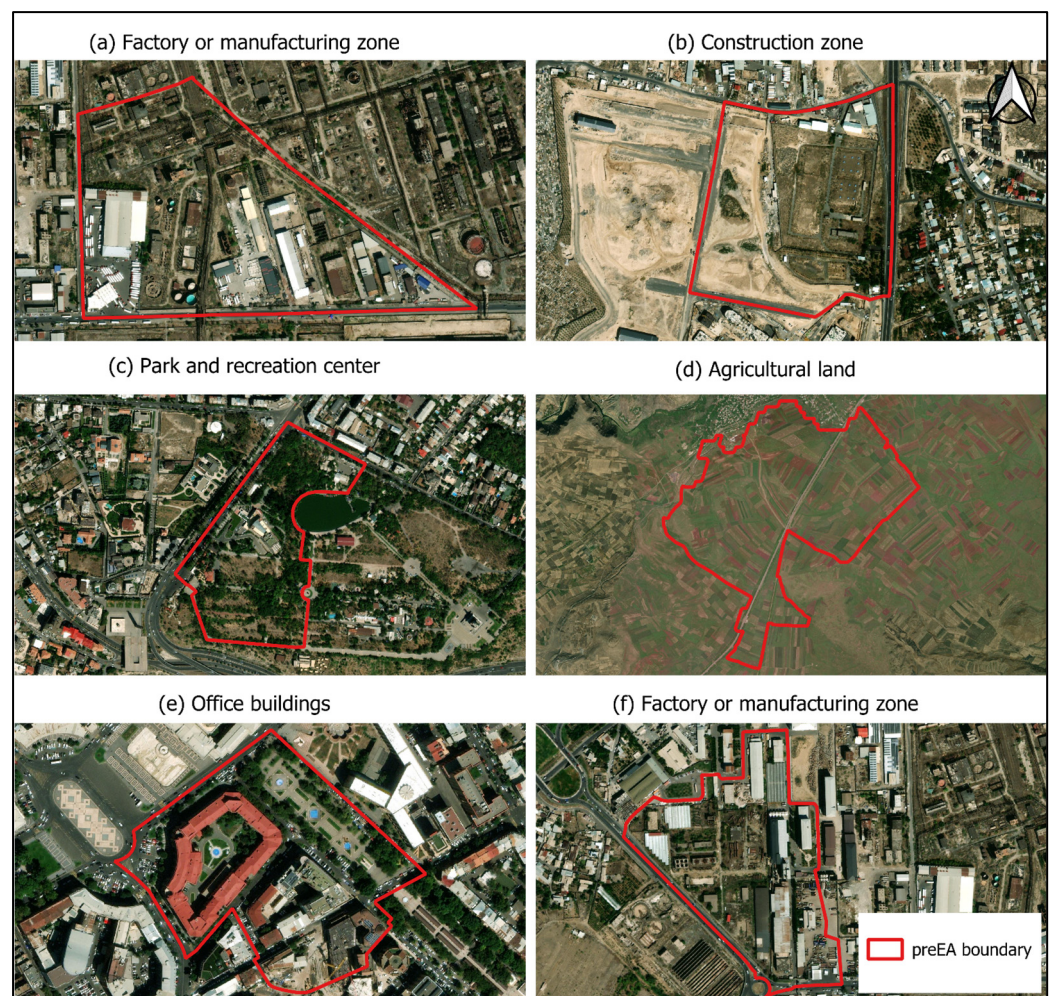 (a) Factory or manufacturing zone
(b) Construction zone
(c) Park and recreation center
(d) Agricultural land
(e) Office buildings
(f) Factory or manufacturing zone
preEA boundary